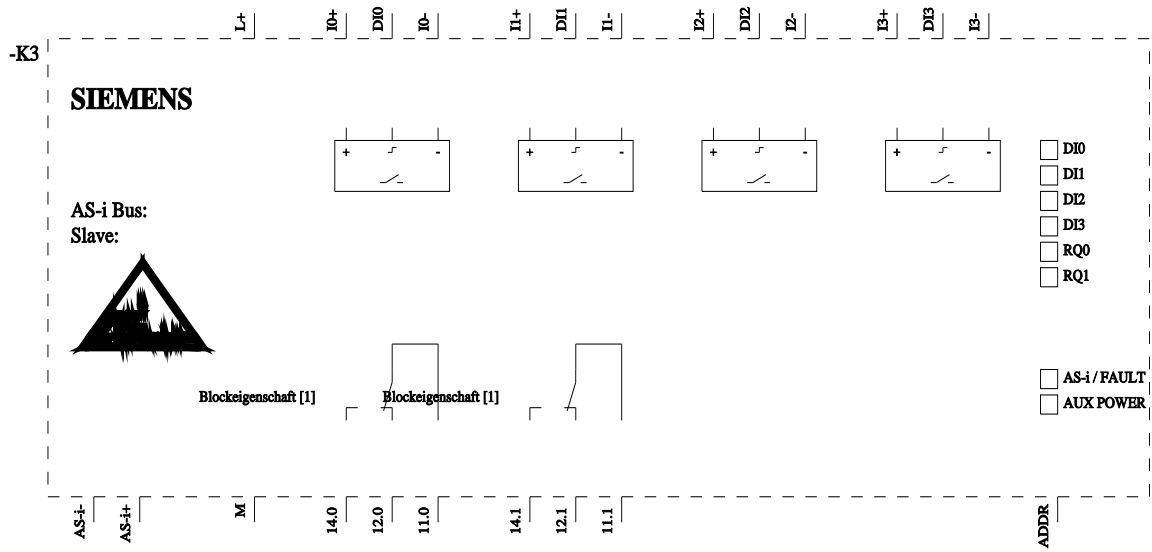 L+ I0+ DI0 I0- I1+ DI1 I1- I2+ DI2 I2- I3+ DI3 I3-
-K3
SIEMENS
+ - + - + - + -
DI0
DI1
DI2
DI3
RQ0
RQ1
AS-i Bus:
Slave:
AS-i / FAULT
Blockeigenschaft [1] Blockeigenschaft [1]
AUX POWER
AS-i- AS-i+ M 14.0 12.0 11.0 14.1 12.1 11.1 ADDR